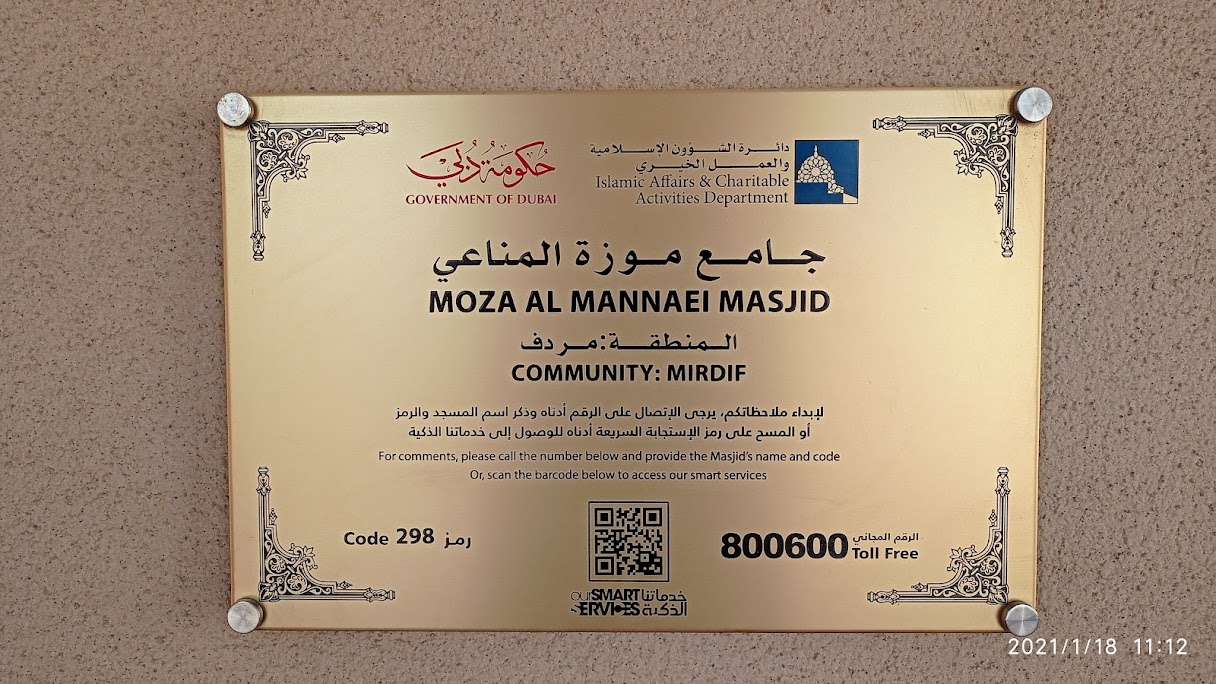 حكومة دبي
GOVERNMENT OF DUBAI
دائرة الشؤون الإسلامية
والعمل الخيري
Islamic Affairs & Charitable
Activities Department
جامع موزة المناعي
MOZA AL MANNAEI MASJID
المنطقة:مردف
COMMUNITY: MIRDIF
لإبداء ملاحظاتكم، يرجى الإتصال على الرقم أدناه وذكر اسم المسجد والرمز
أو المسح على رمز الإستجابة السريعة أدناه للوصول إلى خدماتنا الذكية
For comments, please call the number below and provide the Masjid's name and code
Or, scan the barcode below to access our smart services
Code 298 رمز
800600 الرقم المجاني
Toll Free
ourSMART خدماتنا
SERVICES الذكية
2021/1/18 11:12